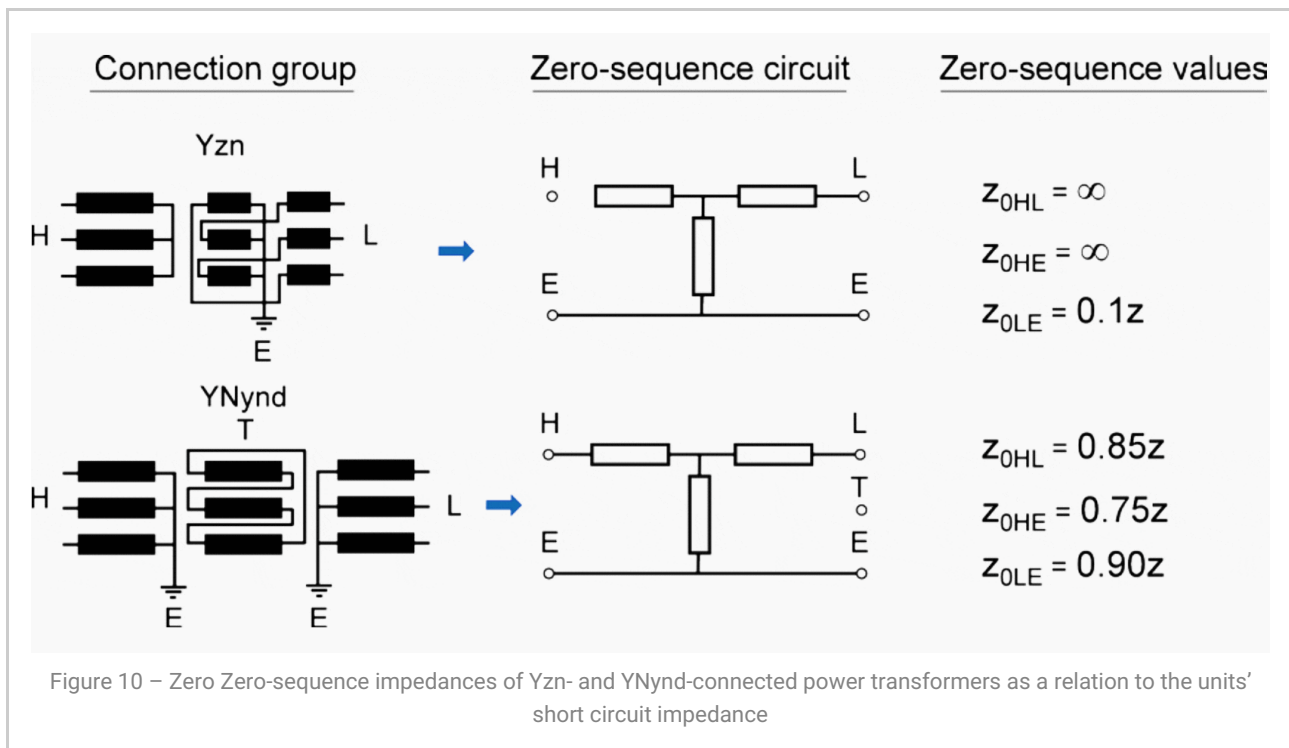 Connection group
Zero-sequence circuit
Zero-sequence values
Yzn
H
L
E
H
L
E
E
z0HL = ∞
z0HE = ∞
z0LE = 0.1z
YNynd
T
H
L
E
E
H
L
T
E
E
z0HL = 0.85z
z0HE = 0.75z
z0LE = 0.90z
Figure 10 – Zero Zero-sequence impedances of Yzn- and YNynd-connected power transformers as a relation to the units’
short circuit impedance